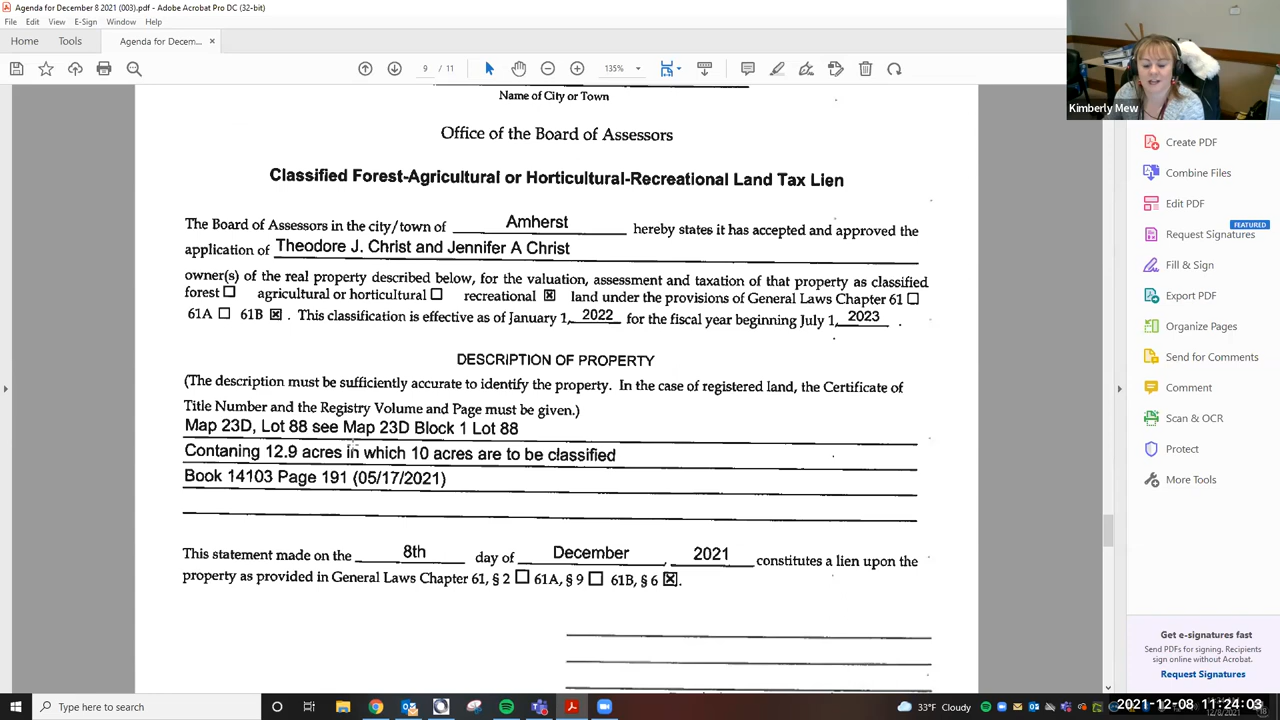 Agenda for December 8 2021 (003).pdf - Adobe Acrobat Pro DC (32-bit)
File Edit View E-Sign Window Help
Home Tools Agenda for Decem... ×
/ 11 135%
Kimberly Mew
Name of City or Town
Office of the Board of Assessors
Classified Forest-Agricultural or Horticultural-Recreational Land Tax Lien
The Board of Assessors in the city/town of Amherst hereby states it has accepted and approved the
application of Theodore J. Christ and Jennifer A Christ
owner(s) of the real property described below, for the valuation, assessment and taxation of that property as classified
forest ☐ agricultural or horticultural ☐ recreational ☒ land under the provisions of General Laws Chapter 61 ☐
61A ☐ 61B ☒ . This classification is effective as of January 1, 2022 for the fiscal year beginning July 1, 2023 .
DESCRIPTION OF PROPERTY
(The description must be sufficiently accurate to identify the property. In the case of registered land, the Certificate of
Title Number and the Registry Volume and Page must be given.)
Map 23D, Lot 88 see Map 23D Block 1 Lot 88
Contaning 12.9 acres in which 10 acres are to be classified
Book 14103 Page 191 (05/17/2021)
This statement made on the 8th day of December, 2021 constitutes a lien upon the
property as provided in General Laws Chapter 61, § 2 ☐ 61A, § 9 ☐ 61B, § 6 ☒.
Create PDF
Combine Files
Edit PDF
FEATURED
Request Signatures
Fill & Sign
Export PDF
Organize Pages
Send for Comments
Comment
Scan & OCR
Protect
More Tools
Get e-signatures fast
Send PDFs for signing. Recipients
sign online without Acrobat.
Request Signatures
Type here to search
33°F Cloudy
2021-12-08 11:24:03